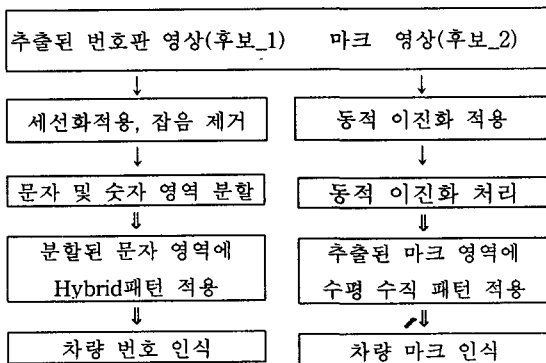 추출된 번호판 영상(후보_1) 마크 영상(후보_2)
세선화적용, 잡음 제거
문자 및 숫자 영역 분할
분할된 문자 영역에
Hybrid패턴 적용
차량 번호 인식
동적 이진화 적용
동적 이진화 처리
추출된 마크 영역에
수평 수직 패턴 적용
차량 마크 인식